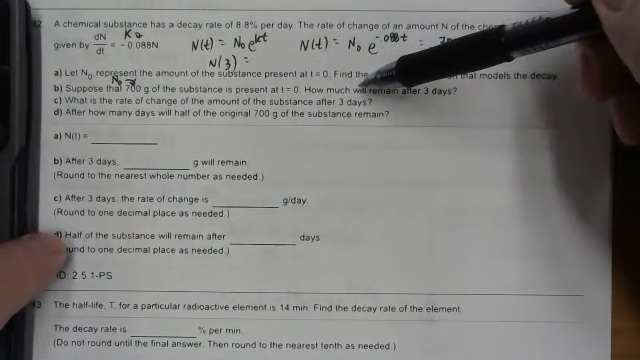 A chemical substance has a decay rate of 8.8% per day. The rate of change of an amount N of the
given by dN/dt = - 0.088N N(t) = N₀e^kt N(t) = N₀ e^-.088t =
N(3) =
a) Let N₀ represent the amount of the substance present at t = 0. Find the that models the decay
N₀
b) Suppose that 700 g of the substance is present at t = 0. How much will remain after 3 days?
c) What is the rate of change of the amount of the substance after 3 days?
d) After how many days will half of the original 700 g of the substance remain?
a) N(t) =
b) After 3 days, g will remain.
(Round to the nearest whole number as needed.)
c) After 3 days, the rate of change is g/day.
(Round to one decimal place as needed.)
d) Half of the substance will remain after days
to one decimal place as needed.)
ID: 2.5.1-PS
The half-life, T, for a particular radioactive element is 14 min. Find the decay rate of the element.
The decay rate is % per min.
(Do not round until the final answer. Then round to the nearest tenth as needed.)